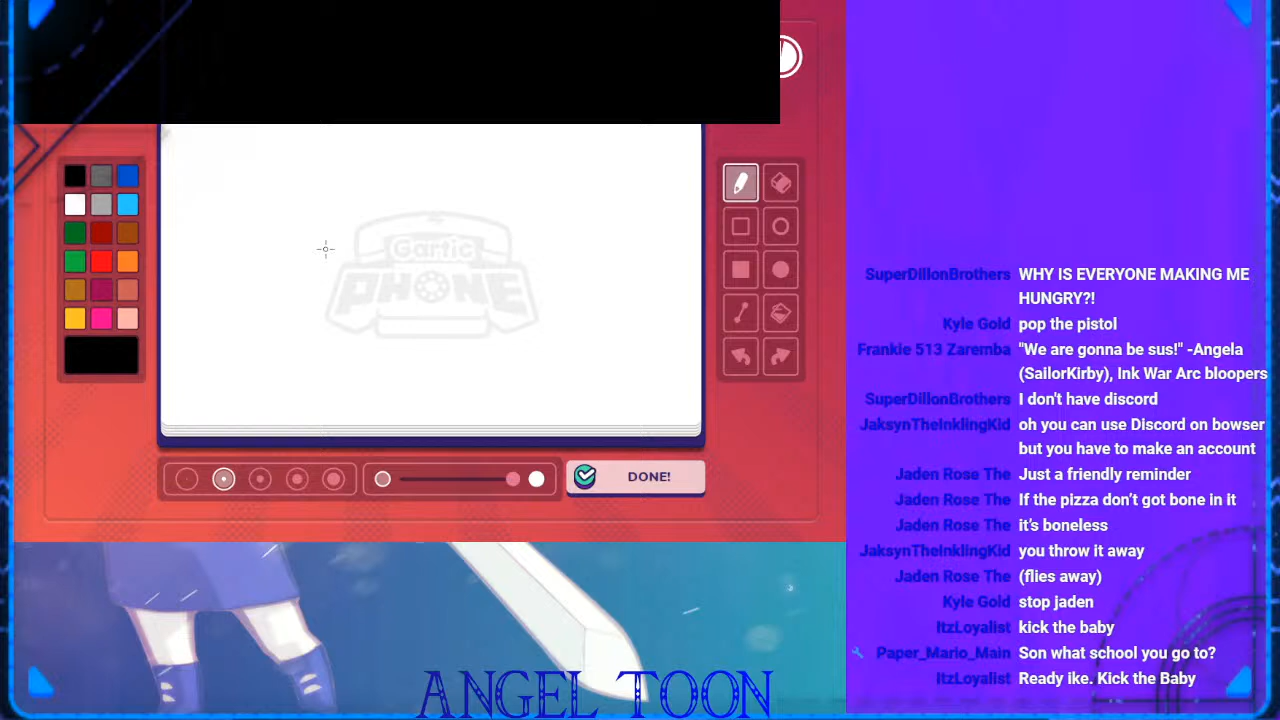 Gartic
PHONE
DONE!
ANGEL TOON
SuperDillonBrothers WHY IS EVERYONE MAKING ME
HUNGRY?!
Kyle Gold pop the pistol
Frankie 513 Zaremba "We are gonna be sus!" -Angela
(SailorKirby), Ink War Arc bloopers
SuperDillonBrothers I don't have discord
JaksynTheInklingKid oh you can use Discord on bowser
but you have to make an account
Jaden Rose The Just a friendly reminder
Jaden Rose The If the pizza don't got bone in it
Jaden Rose The it's boneless
JaksynTheInklingKid you throw it away
Jaden Rose The (flies away)
Kyle Gold stop jaden
ItzLoyalist kick the baby
Paper_Mario_Main Son what school you go to?
ItzLoyalist Ready ike. Kick the Baby